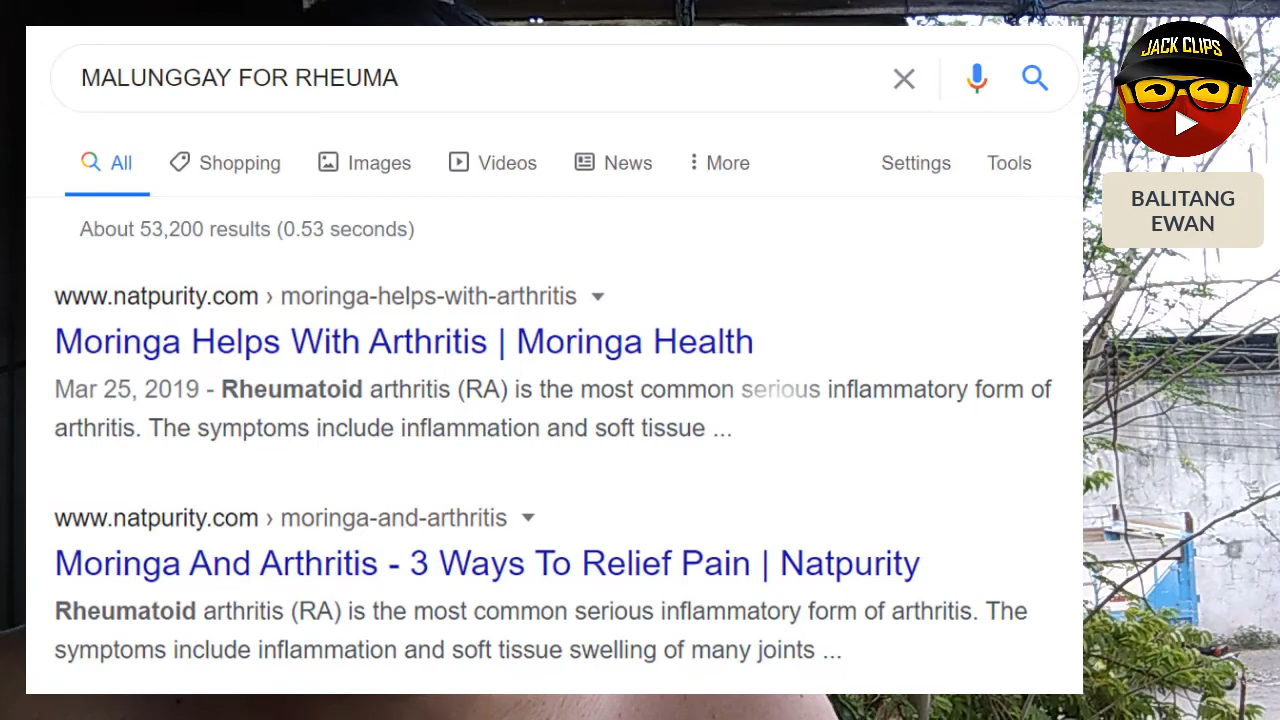 MALUNGGAY FOR RHEUMA
All Shopping Images Videos News More Settings Tools
About 53,200 results (0.53 seconds)
www.natpurity.com › moringa-helps-with-arthritis
Moringa Helps With Arthritis | Moringa Health
Mar 25, 2019 - Rheumatoid arthritis (RA) is the most common serious inflammatory form of
arthritis. The symptoms include inflammation and soft tissue ...
www.natpurity.com › moringa-and-arthritis
Moringa And Arthritis - 3 Ways To Relief Pain | Natpurity
Rheumatoid arthritis (RA) is the most common serious inflammatory form of arthritis. The
symptoms include inflammation and soft tissue swelling of many joints ...
JACK CLIPS
BALITANG
EWAN